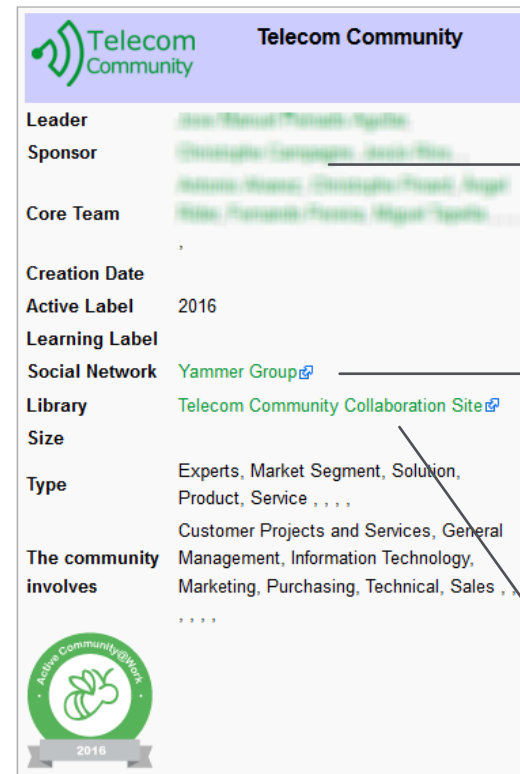 Telecom
Community
Telecom Community
Leader
Sponsor
Core Team
,
Creation Date
Active Label 2016
Learning Label
Social Network Yammer Group
Library Telecom Community Collaboration Site
Size
Type Experts, Market Segment, Solution,
Product, Service , , , ,
The community involves Customer Projects and Services, General
Management, Information Technology,
Marketing, Purchasing, Technical, Sales , ,
, , , ,
Active Community@Work
2016